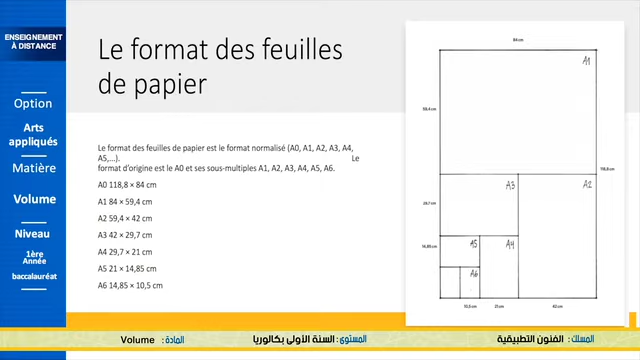 ENSEIGNEMENT
À DISTANCE
Option
Arts
appliqués
Matière
Volume
Niveau
1ère
Année
baccalauréat
Le format des feuilles
de papier
Le format des feuilles de papier est le format normalisé (A0, A1, A2, A3, A4,
A5,...). Le
format d'origine est le A0 et ses sous-multiples A1, A2, A3, A4, A5, A6.
A0 118,8 × 84 cm
A1 84 × 59,4 cm
A2 59,4 × 42 cm
A3 42 × 29,7 cm
A4 29,7 × 21 cm
A5 21 × 14,85 cm
A6 14,85 × 10,5 cm
84 cm
A1
59,4 cm
118,8 cm
A3
A2
29,7 cm
A5
A4
14,85 cm
A6
10,5 cm 21 cm 42 cm
المسلك: الفنون التطبيقية
المستوى: السنة الأولى بكالوريا
المادة: Volume